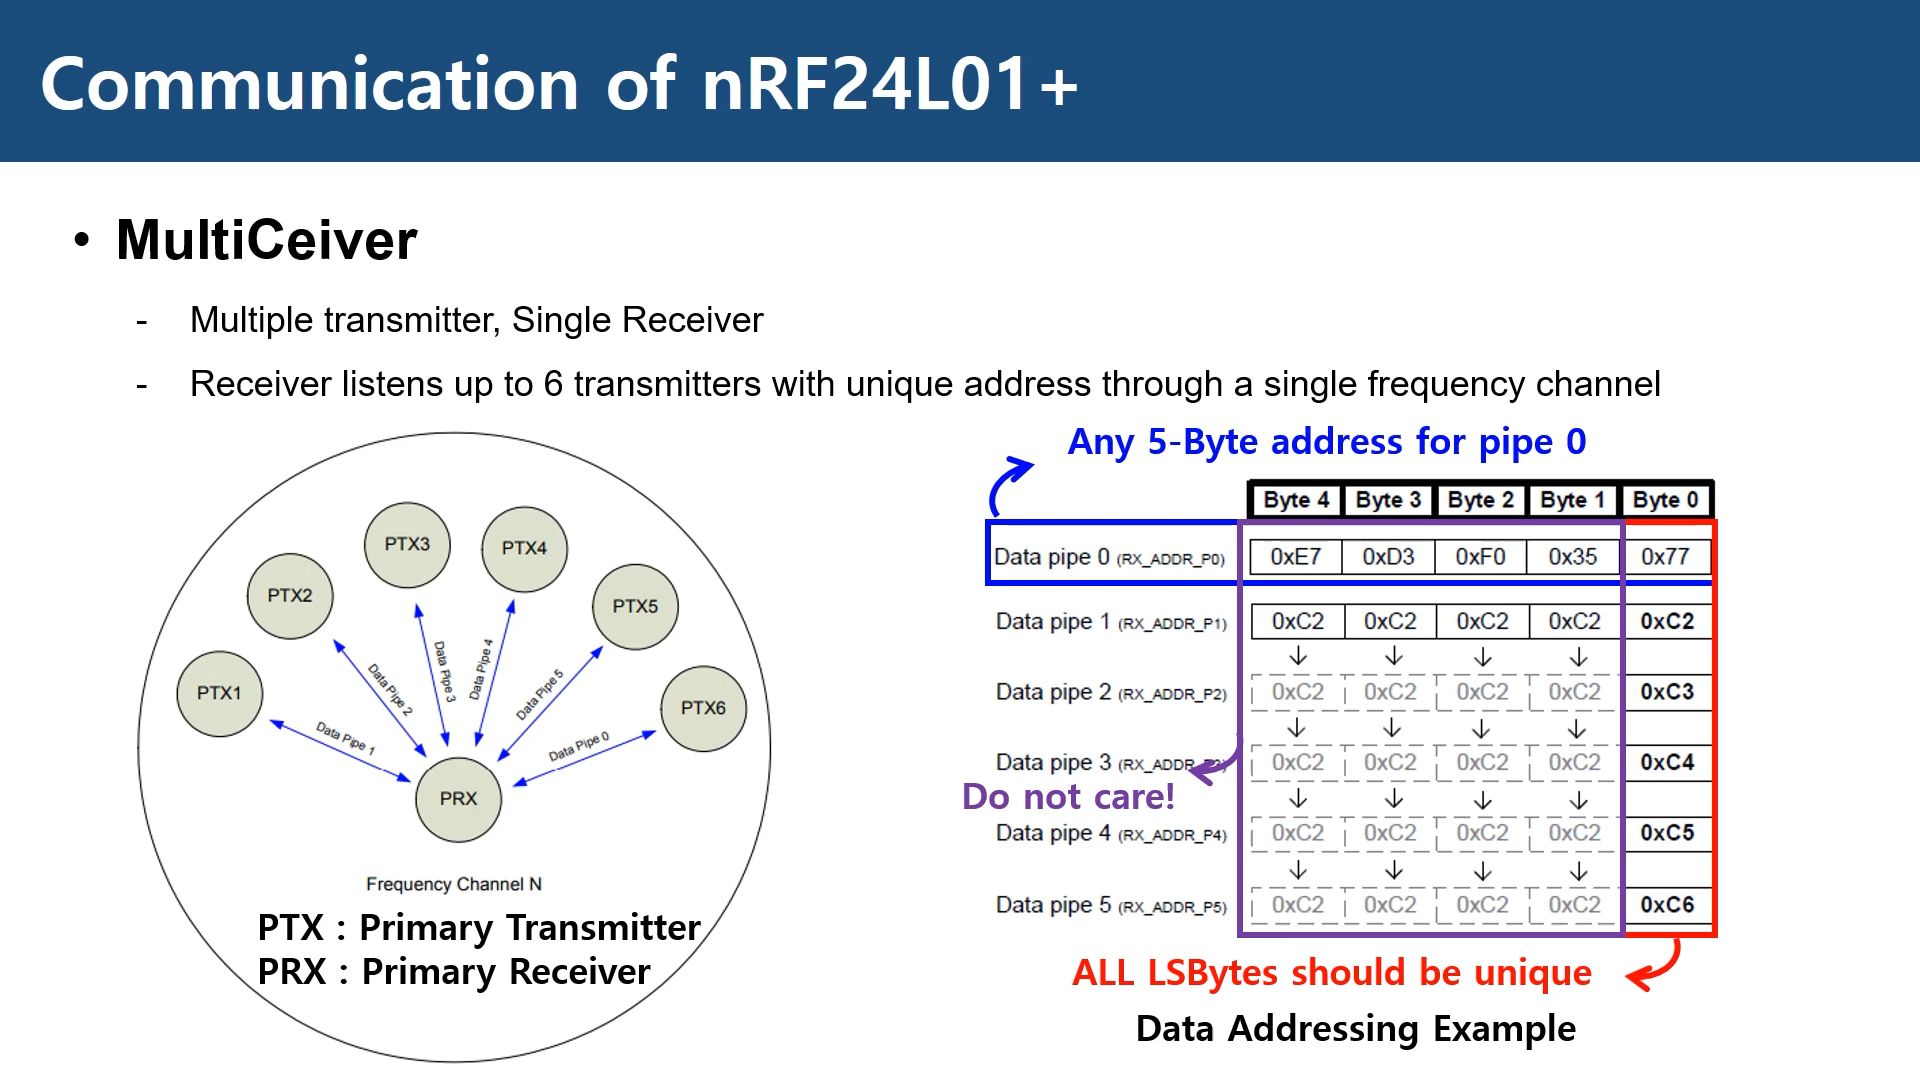 Communication of nRF24L01+
• MultiCeiver
- Multiple transmitter, Single Receiver
- Receiver listens up to 6 transmitters with unique address through a single frequency channel
PTX3
PTX4
PTX2
PTX5
PTX1
PTX6
Data Pipe 1
Data Pipe 2
Data Pipe 3
Data Pipe 4
Data Pipe 5
Data Pipe 0
PRX
Frequency Channel N
PTX : Primary Transmitter
PRX : Primary Receiver
Any 5-Byte address for pipe 0
Byte 4 Byte 3 Byte 2 Byte 1 Byte 0
Data pipe 0 (RX_ADDR_P0) 0xE7 0xD3 0xF0 0x35 0x77
Data pipe 1 (RX_ADDR_P1) 0xC2 0xC2 0xC2 0xC2 0xC2
Data pipe 2 (RX_ADDR_P2) 0xC2 0xC2 0xC2 0xC2 0xC3
Data pipe 3 (RX_ADDR_P3) 0xC2 0xC2 0xC2 0xC2 0xC4
Do not care!
Data pipe 4 (RX_ADDR_P4) 0xC2 0xC2 0xC2 0xC2 0xC5
Data pipe 5 (RX_ADDR_P5) 0xC2 0xC2 0xC2 0xC2 0xC6
ALL LSBytes should be unique
Data Addressing Example